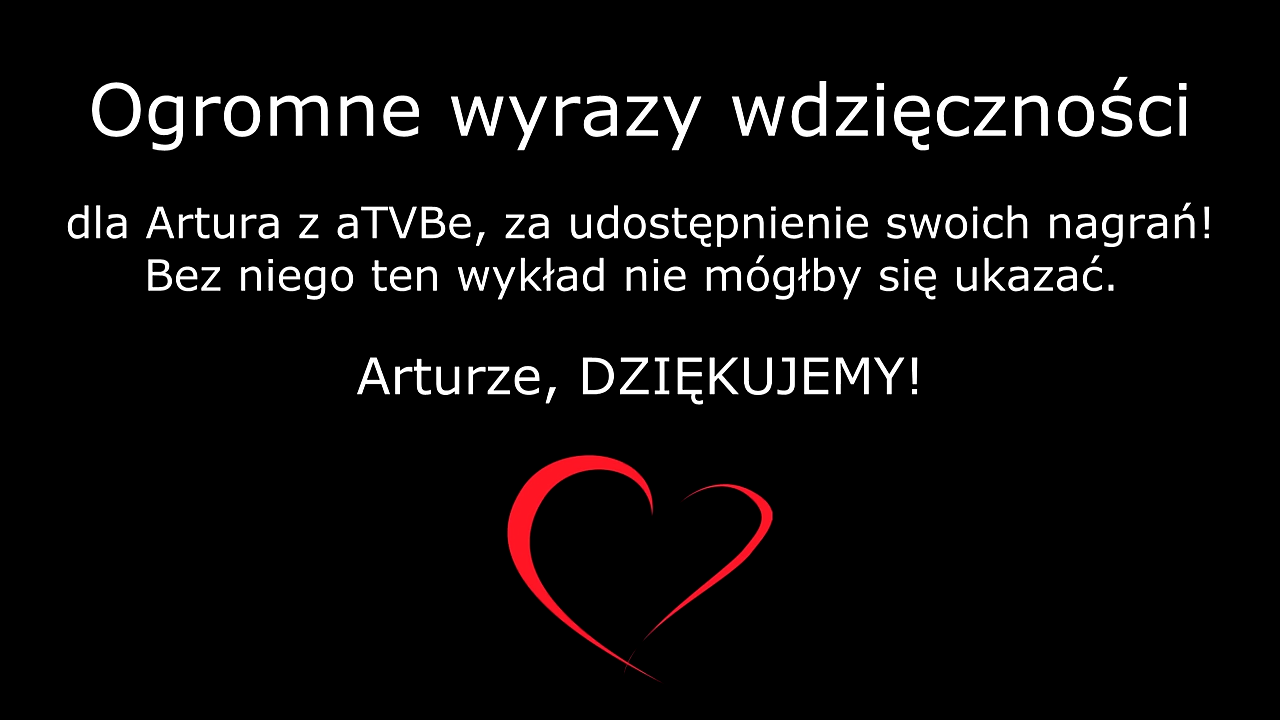 Ogromne wyrazy wdzięczności
dla Artura z aTVBe, za udostępnienie swoich nagrań!
Bez niego ten wykład nie mógłby się ukazać.
Arturze, DZIĘKUJEMY!